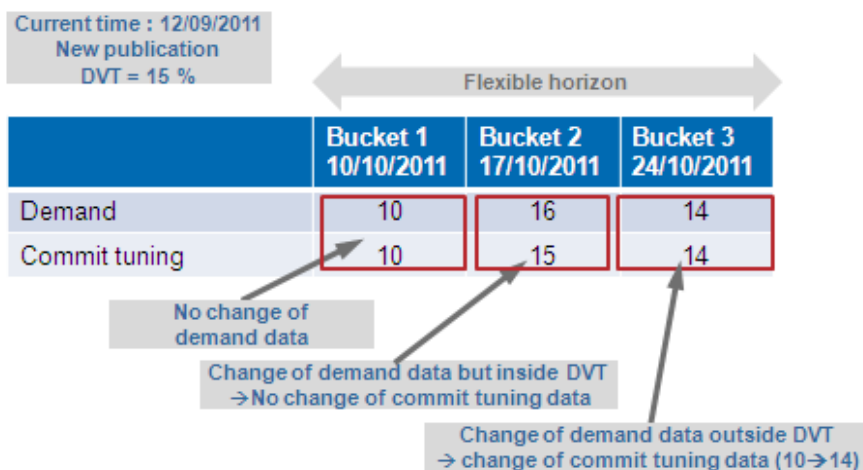 Current time : 12/09/2011
New publication
DVT = 15 %
Flexible horizon
Bucket 1 Bucket 2 Bucket 3
10/10/2011 17/10/2011 24/10/2011
Demand 10 16 14
Commit tuning 10 15 14
No change of
demand data
Change of demand data but inside DVT
→No change of commit tuning data
Change of demand data outside DVT
→ change of commit tuning data (10→14)